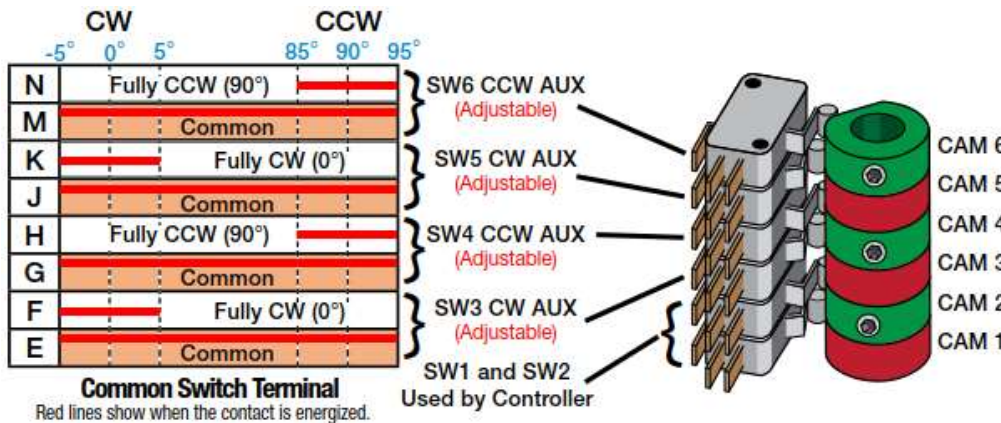 CW CCW
-5° 0° 5° 85° 90° 95°
N Fully CCW (90°)
M Common
K Fully CW (0°)
J Common
H Fully CCW (90°)
G Common
F Fully CW (0°)
E Common
Common Switch Terminal
Red lines show when the contact is energized.
SW6 CCW AUX
(Adjustable)
SW5 CW AUX
(Adjustable)
SW4 CCW AUX
(Adjustable)
SW3 CW AUX
(Adjustable)
SW1 and SW2
Used by Controller
CAM 6
CAM 5
CAM 4
CAM 3
CAM 2
CAM 1